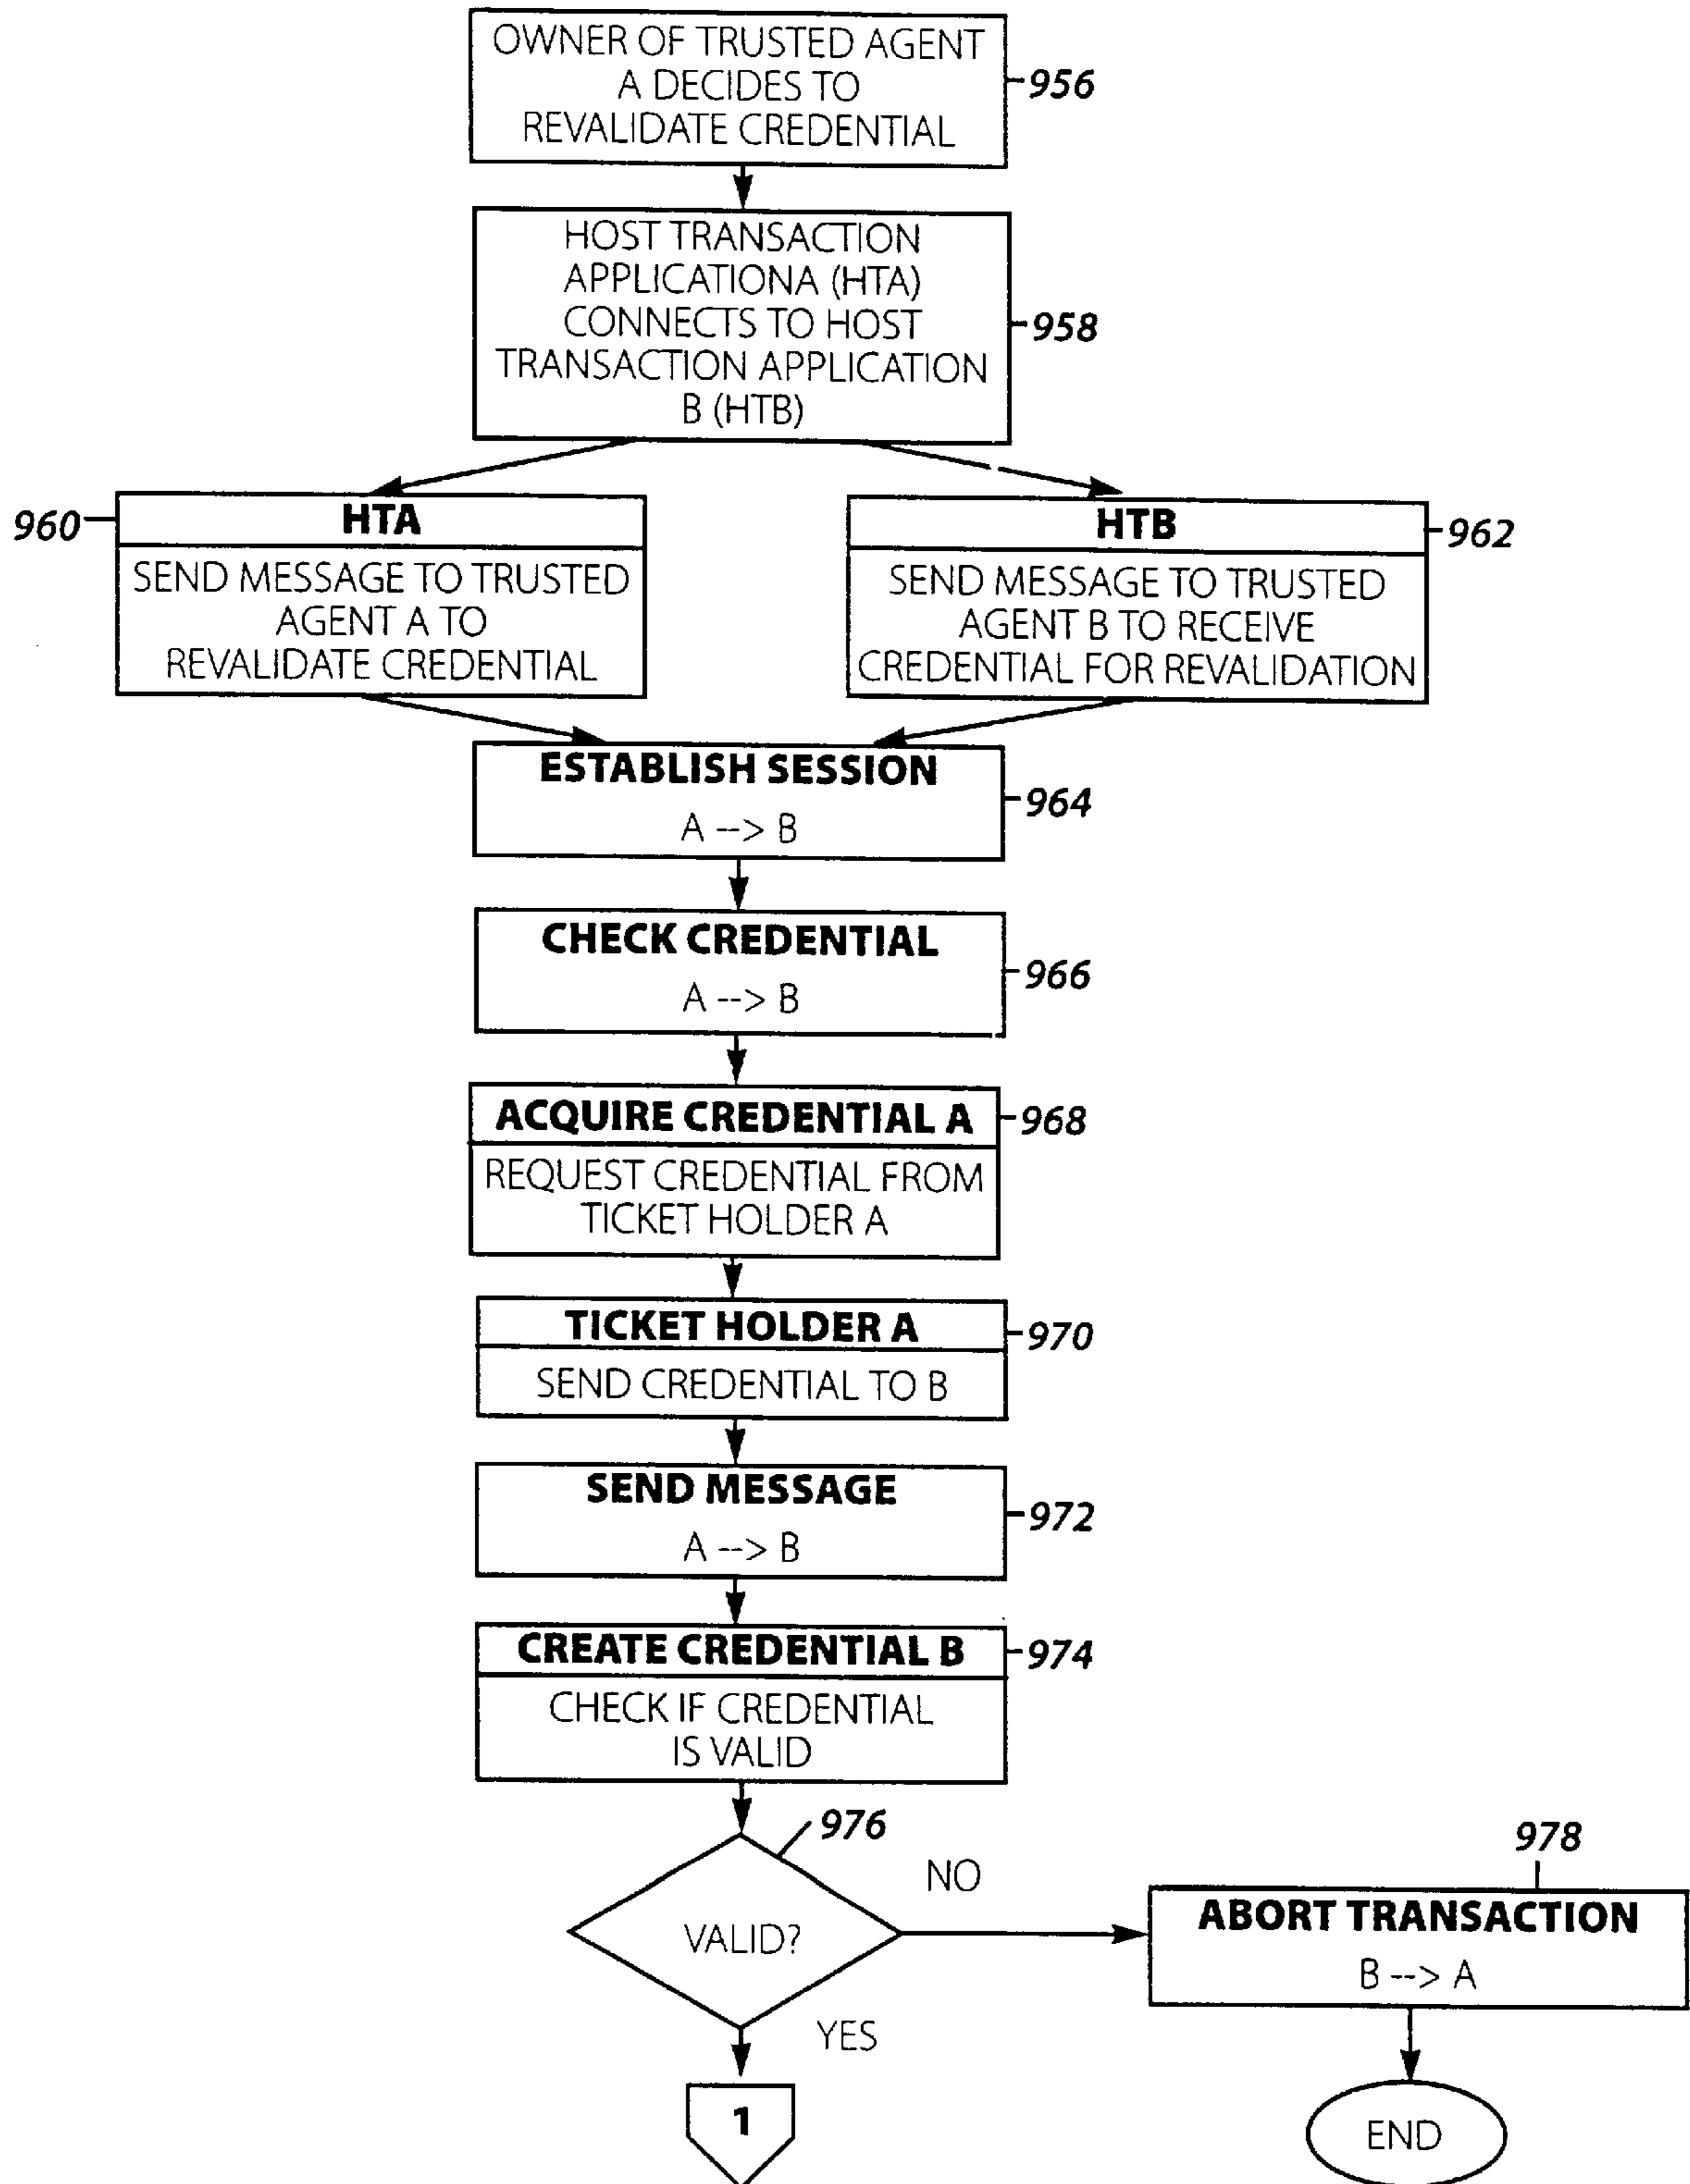 OWNER OF TRUSTED AGENT
A DECIDES TO
REVALIDATE CREDENTIAL
956
HOST TRANSACTION
APPLICATIONA (HTA)
CONNECTS TO HOST
TRANSACTION APPLICATION
B (HTB)
958
960
HTA
SEND MESSAGE TO TRUSTED
AGENT A TO
REVALIDATE CREDENTIAL
HTB
962
SEND MESSAGE TO TRUSTED
AGENT B TO RECEIVE
CREDENTIAL FOR REVALIDATION
ESTABLISH SESSION
A --> B
964
CHECK CREDENTIAL
A --> B
966
ACQUIRE CREDENTIAL A
968
REQUEST CREDENTIAL FROM
TICKET HOLDER A
TICKET HOLDER A
970
SEND CREDENTIAL TO B
SEND MESSAGE
A --> B
972
CREATE CREDENTIAL B
974
CHECK IF CREDENTIAL
IS VALID
976
VALID?
NO
978
ABORT TRANSACTION
B --> A
YES
1
END